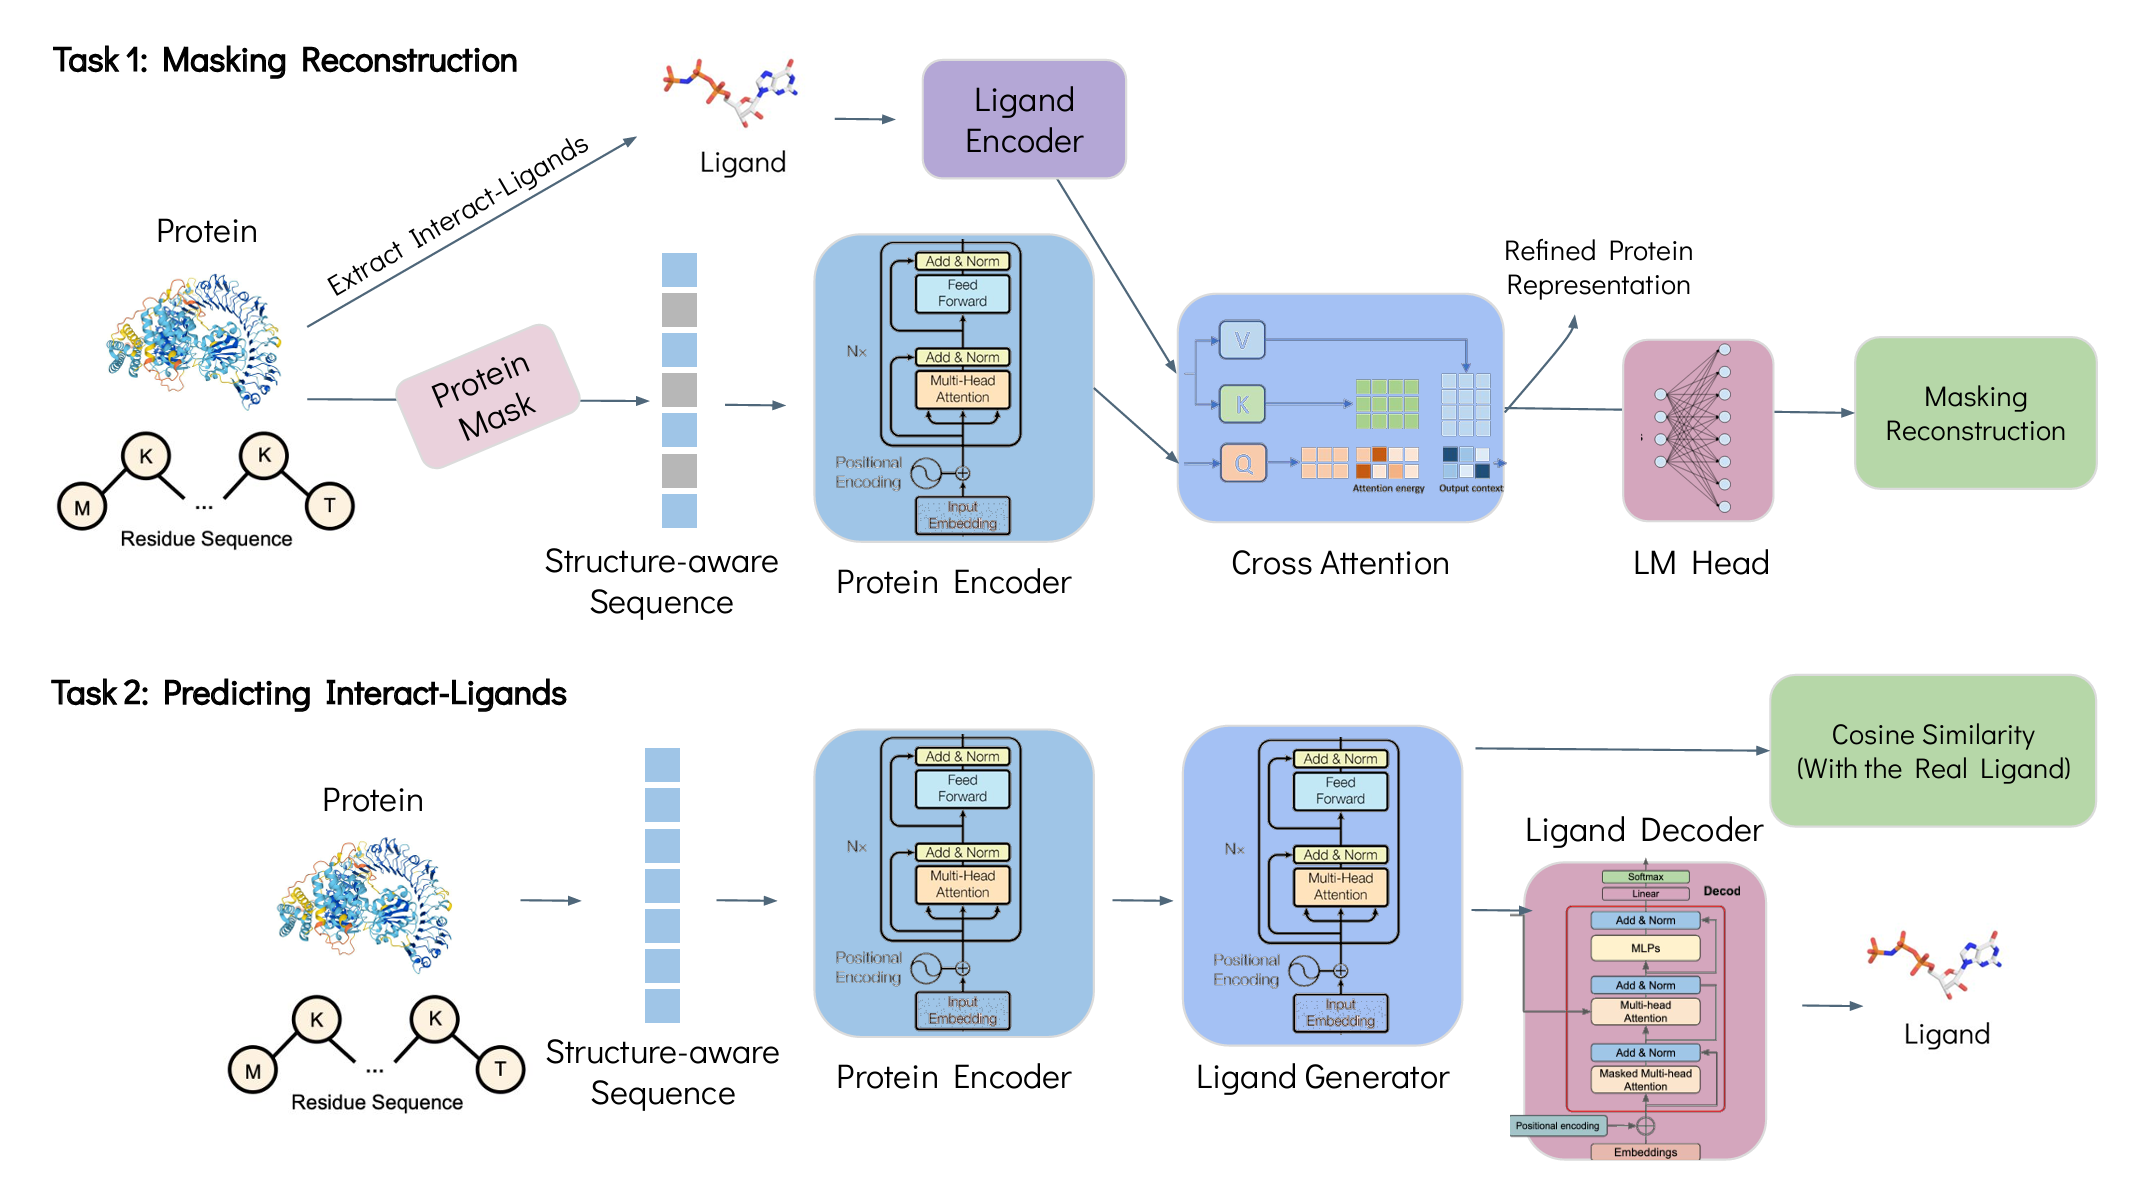 Task 1: Masking Reconstruction
Ligand
Encoder
Ligand
Extract Interact-Ligands
Protein
Protein
Mask
M
K
...
K
T
Residue Sequence
Structure-aware
Sequence
Add & Norm
Feed
Forward
Nx
Add & Norm
Multi-Head
Attention
Positional
Encoding
Input
Embedding
Protein Encoder
V
K
Q
Attention energy
Output context
Cross Attention
Refined Protein
Representation
LM Head
Masking
Reconstruction
Task 2: Predicting Interact-Ligands
Protein
M
K
...
K
T
Residue Sequence
Structure-aware
Sequence
Add & Norm
Feed
Forward
Nx
Add & Norm
Multi-Head
Attention
Positional
Encoding
Input
Embedding
Protein Encoder
Add & Norm
Feed
Forward
Nx
Add & Norm
Multi-Head
Attention
Positional
Encoding
Input
Embedding
Ligand Generator
Cosine Similarity
(With the Real Ligand)
Ligand Decoder
Softmax
Linear
Decod
Add & Norm
MLPs
Add & Norm
Multi-head
Attention
Add & Norm
Masked Multi-head
Attention
Positional encoding
Embeddings
Ligand